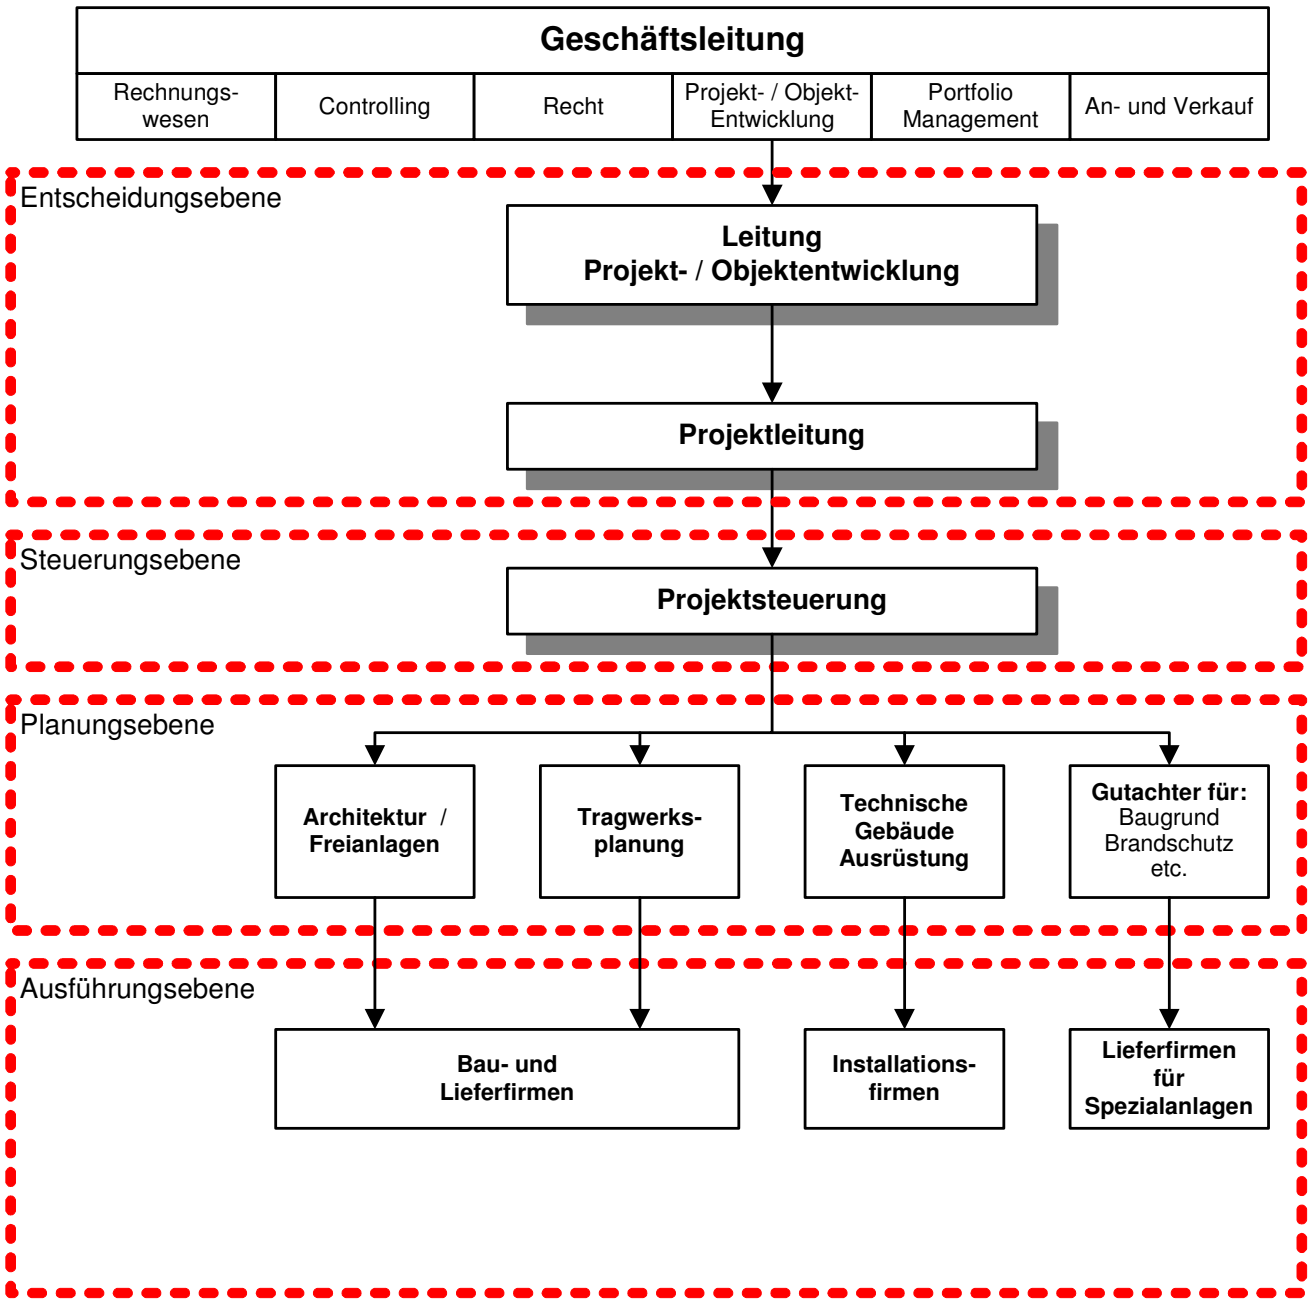 Geschäftsleitung
Rechnungs-
wesen
Controlling
Recht
Projekt- / Objekt-
Entwicklung
Portfolio
Management
An- und Verkauf
Entscheidungsebene
Leitung
Projekt- / Objektentwicklung
Projektleitung
Steuerungsebene
Projektsteuerung
Planungsebene
Architektur /
Freianlagen
Tragwerks-
planung
Technische
Gebäude
Ausrüstung
Gutachter für:
Baugrund
Brandschutz
etc.
Ausführungsebene
Bau- und
Lieferfirmen
Installations-
firmen
Lieferfirmen
für
Spezialanlagen